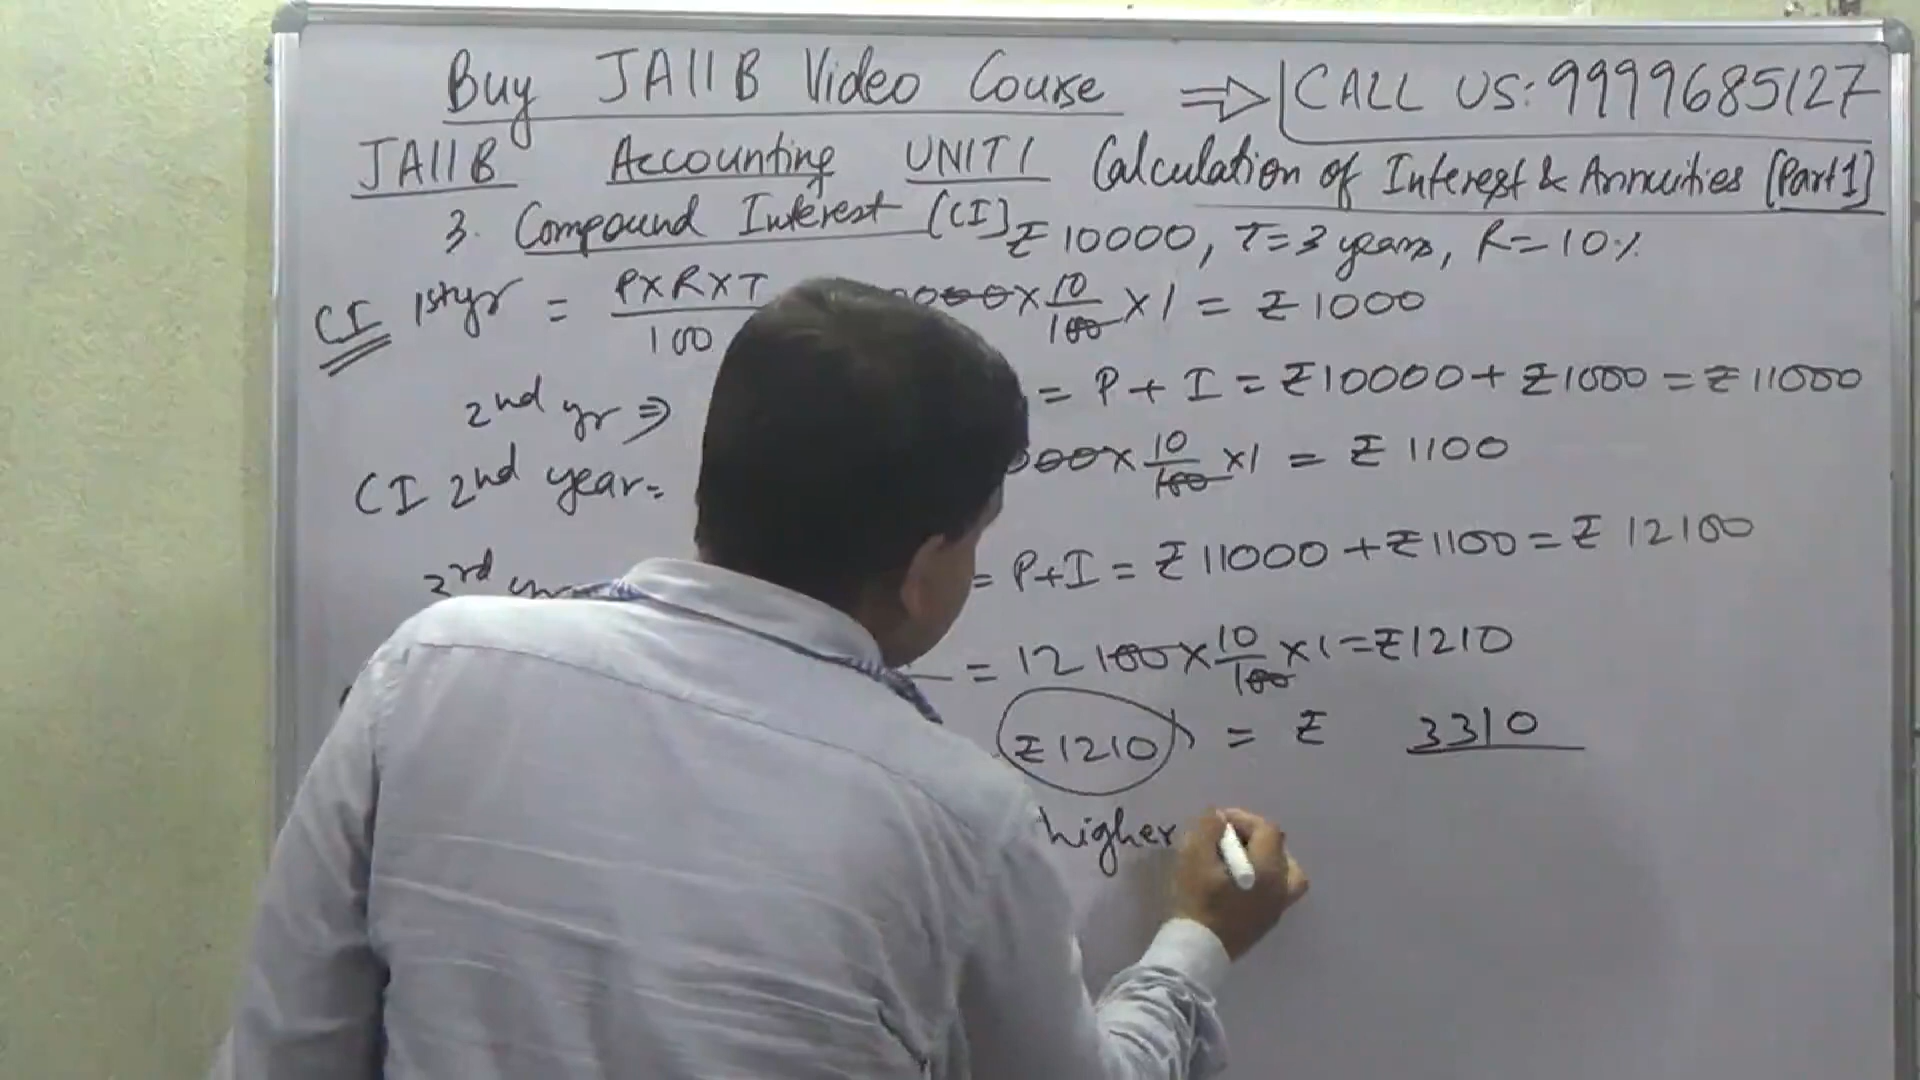 Buy JAIIB Video Course ⇒ CALL US: 9999685127
JAIIB Accounting UNIT 1 Calculation of Interest & Annuities [Part 1]
3. Compound Interest (CI) ₹ 10000, T=3 years, R=10%
CI 1st yr = P×R×T/100 000×10/100×1 = ₹1000
2nd yr ⇒ = P + I = ₹10000 + ₹1000 = ₹11000
CI 2nd year = 00×10/100×1 = ₹1100
3rd = P+I = ₹11000 + ₹1100 = ₹12100
= 12100×10/100×1 = ₹1210
₹1210) = ₹ 3310
higher